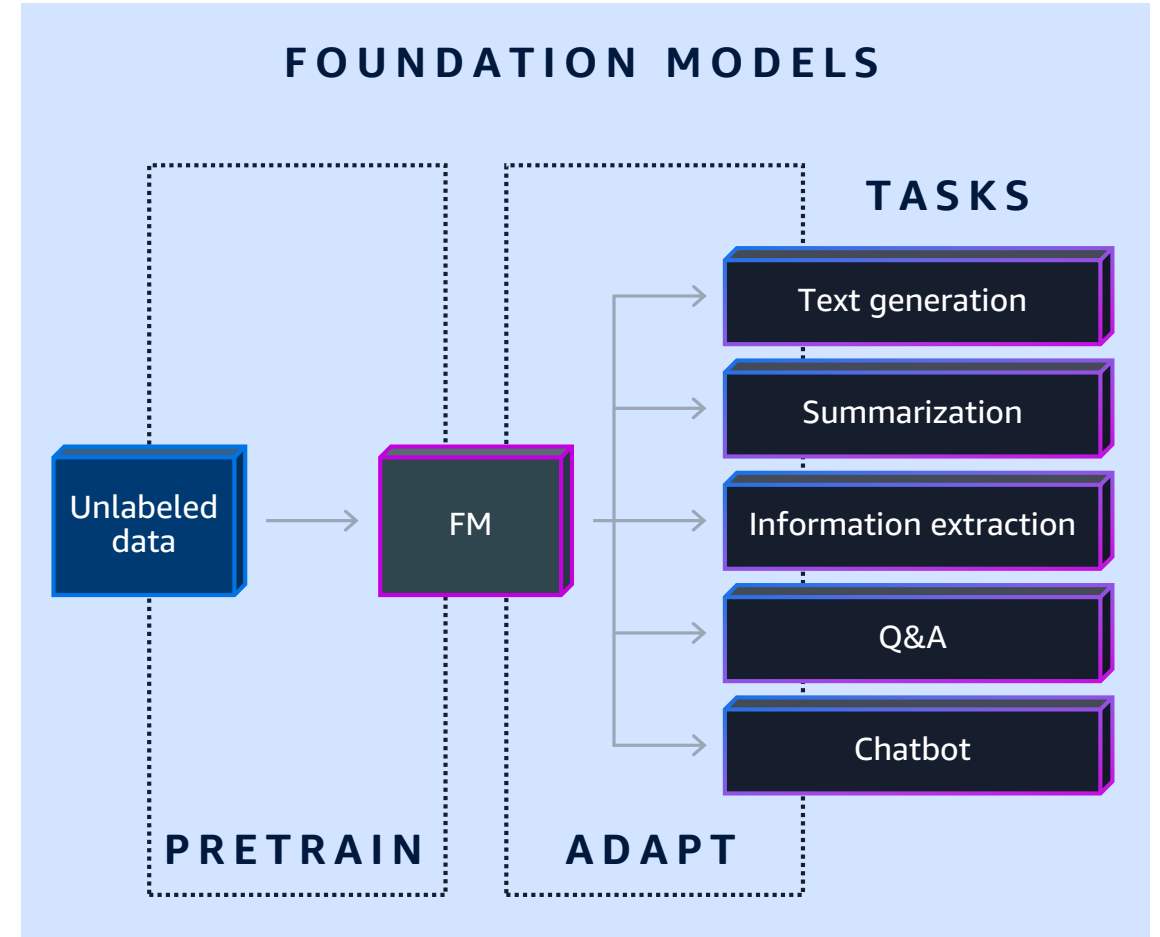 FOUNDATION MODELS
TASKS
Text generation
Summarization
Unlabeled
data
FM
Information extraction
Q&A
Chatbot
PRETRAIN
ADAPT